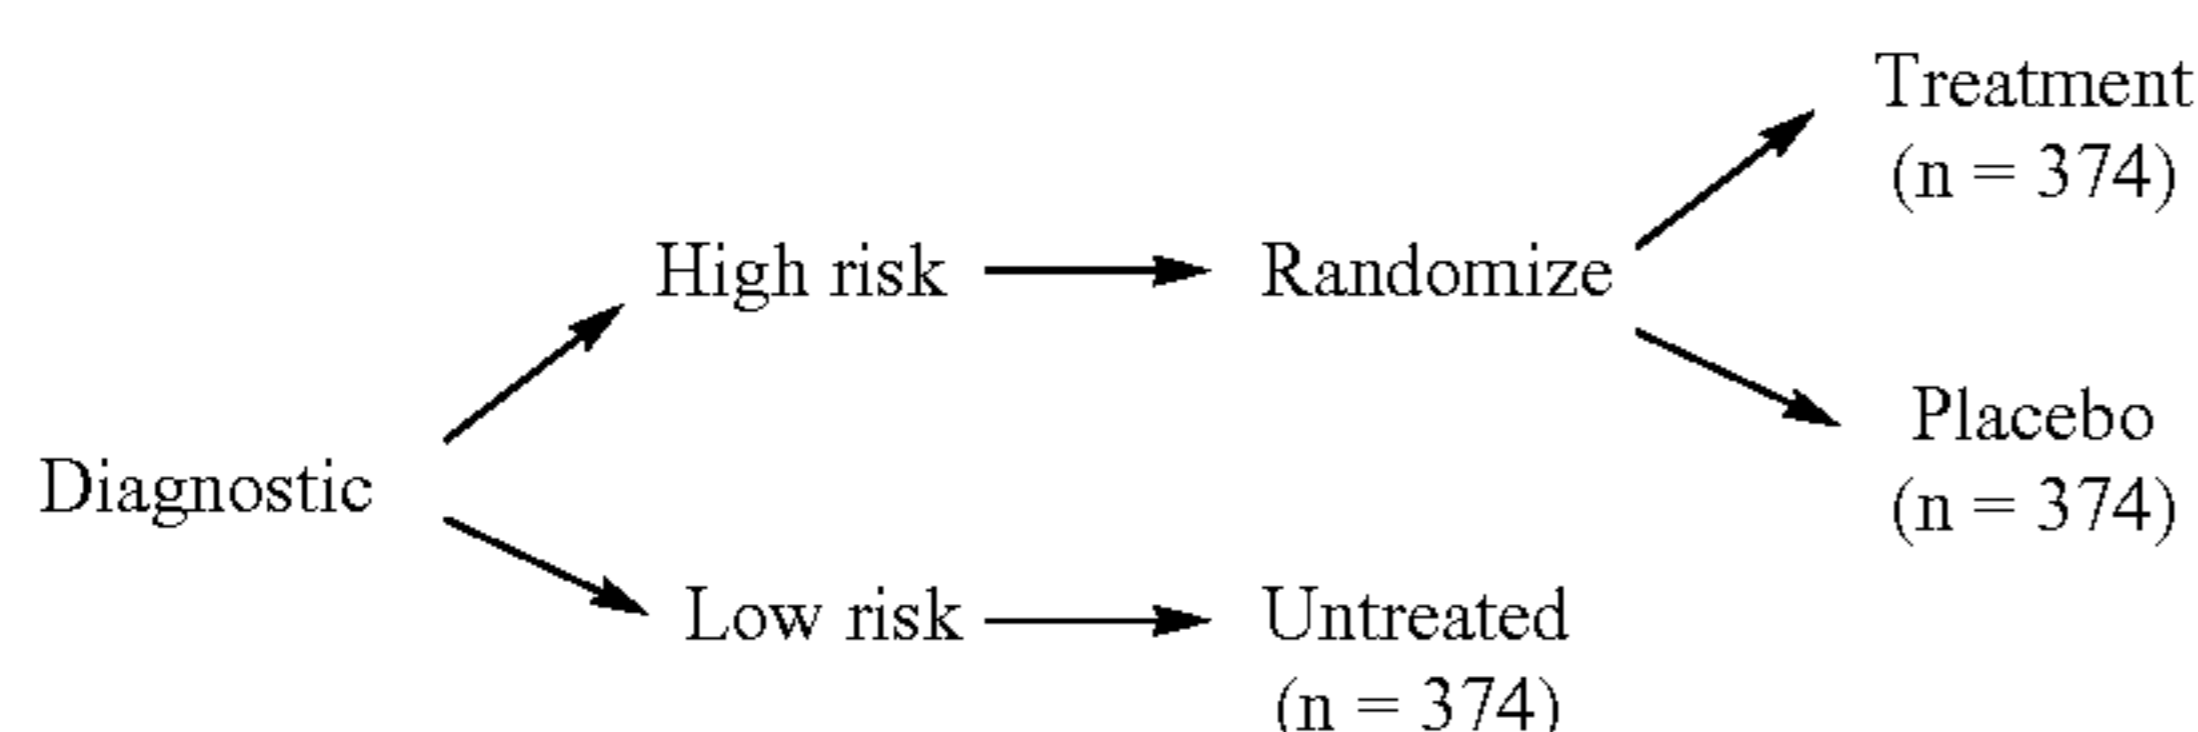 Treatment
(n = 374)
High risk
Randomize
Placebo
(n = 374)
Diagnostic
Low risk
Untreated
(n = 374)